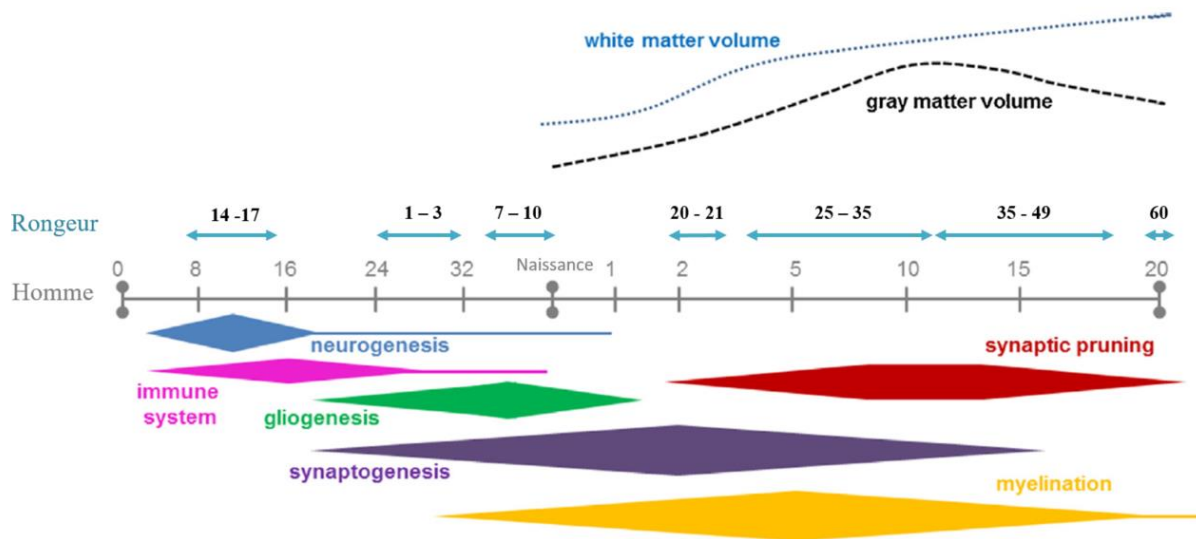 white matter volume
gray matter volume
14 -17
1 – 3
7 – 10
20 - 21
25 – 35
35 - 49
60
Rongeur
0
8
16
24
32
Naissance
1
2
5
10
15
20
Homme
neurogenesis
synaptic pruning
immune
system
gliogenesis
synaptogenesis
myelination